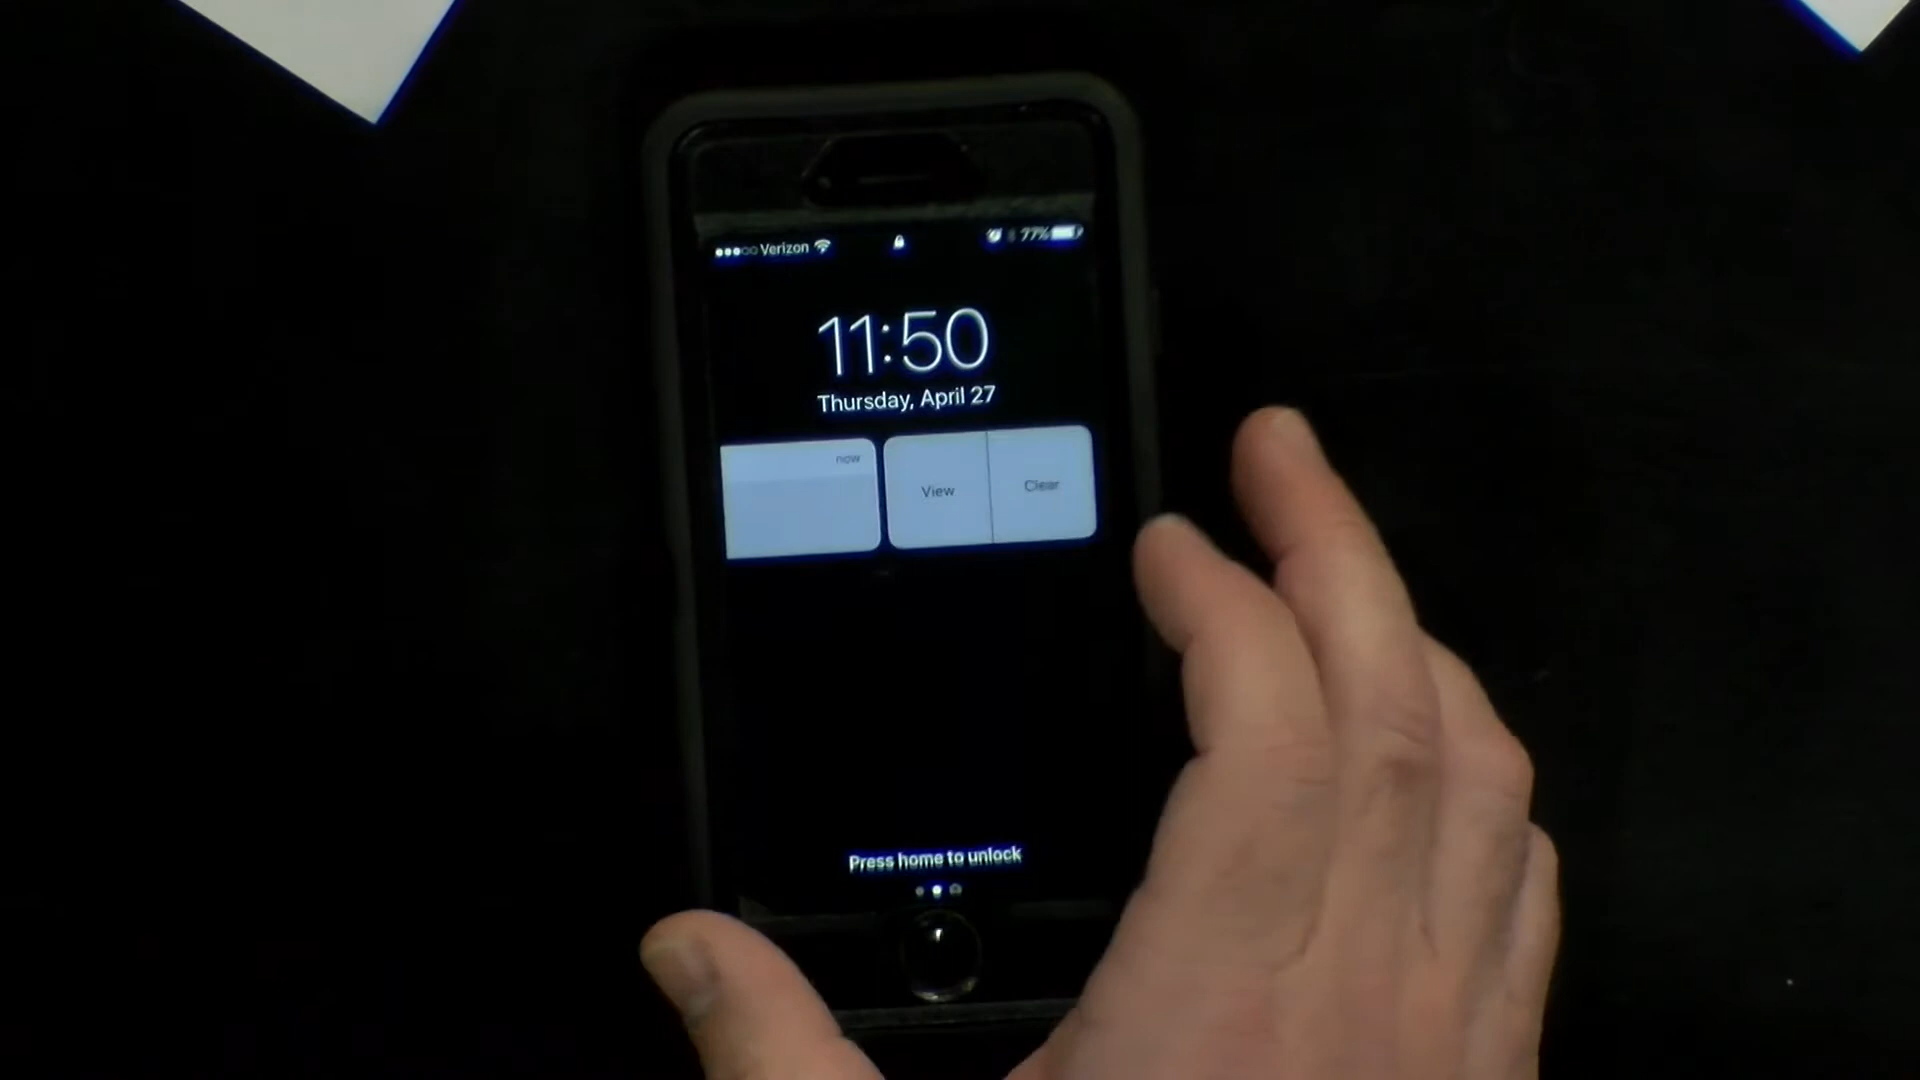 Verizon 77%
11:50
Thursday, April 27
now
View Clear
Press home to unlock